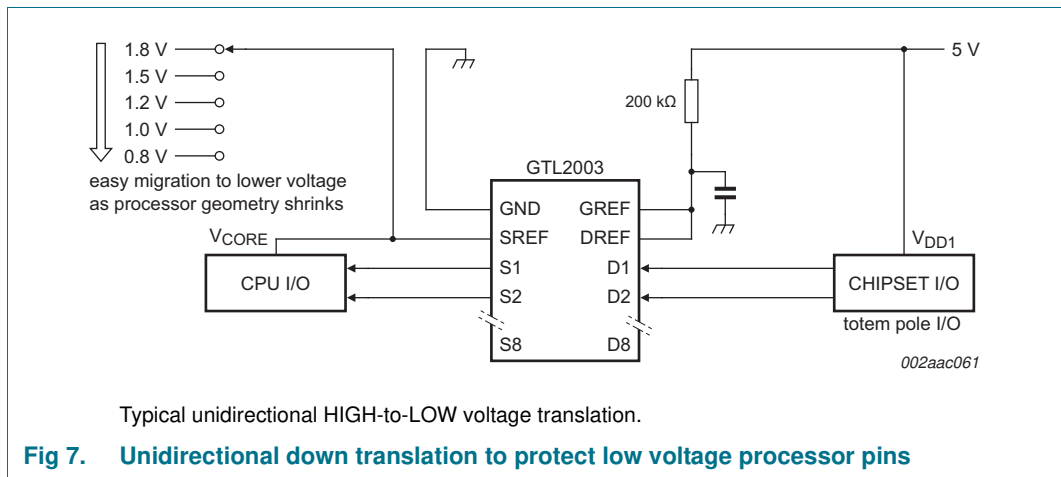 1.8 V
1.5 V
1.2 V
1.0 V
0.8 V
easy migration to lower voltage
as processor geometry shrinks
5 V
200 kΩ
GTL2003
GND
GREF
SREF
DREF
S1
D1
S2
D2
S8
D8
VCORE
CPU I/O
VDD1
CHIPSET I/O
totem pole I/O
002aac061
Typical unidirectional HIGH-to-LOW voltage translation.
Fig 7. Unidirectional down translation to protect low voltage processor pins